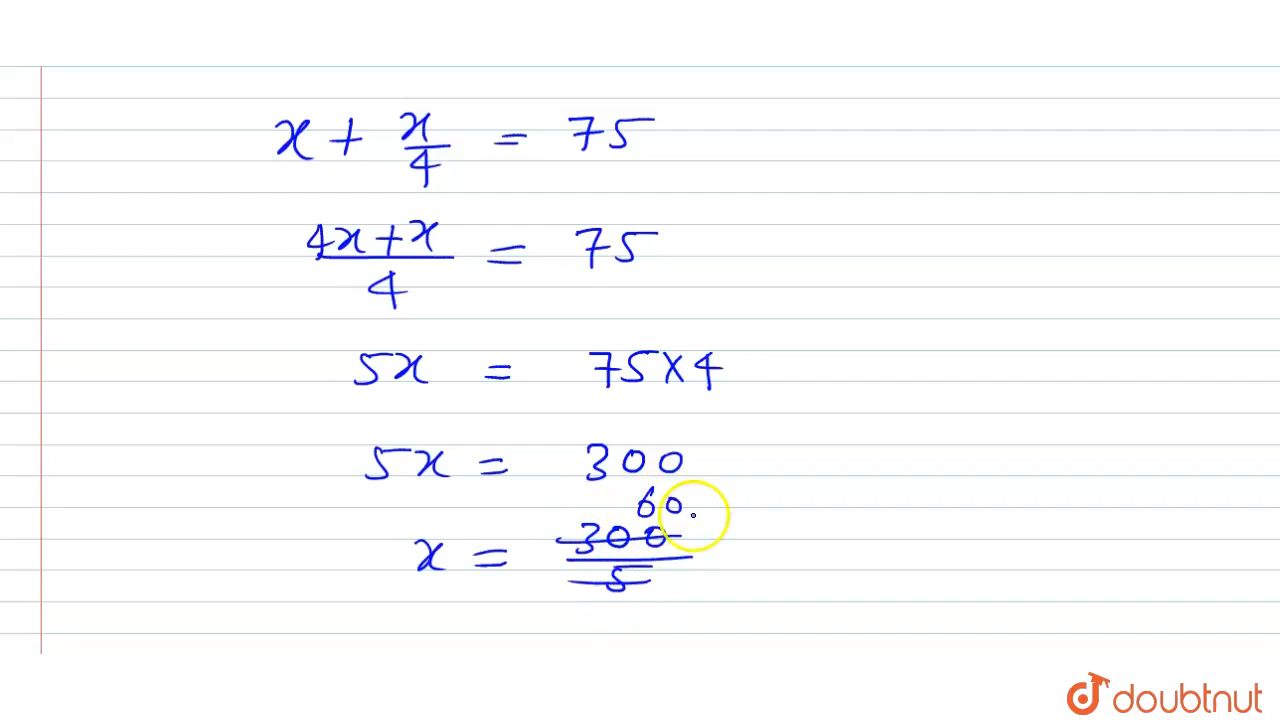 x + x/4 = 75
4x+x/4 = 75
5x = 75×4
5x = 300
60
x = 300/5
doubtnut